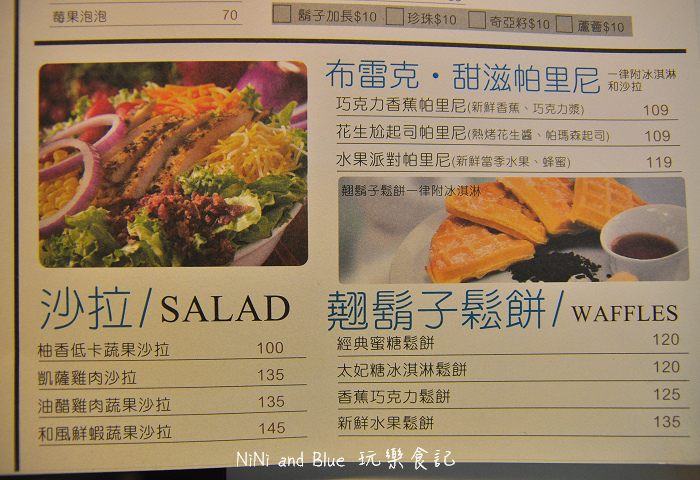 莓果泡泡 70
鬍子加長$10 珍珠$10 奇亞籽$10 蘆薈$10
布雷克・甜滋帕里尼 一律附冰淇淋
和沙拉
巧克力香蕉帕里尼(新鮮香蕉、巧克力漿) 109
花生尬起司帕里尼(熱烤花生醬、帕瑪森起司) 109
水果派對帕里尼(新鮮當季水果、蜂蜜) 119
翹鬍子鬆餅一律附冰淇淋
沙拉/SALAD
柚香低卡蔬果沙拉 100
凱薩雞肉沙拉 135
油醋雞肉蔬果沙拉 135
和風鮮蝦蔬果沙拉 145
翹鬍子鬆餅/WAFFLES
經典蜜糖鬆餅 120
太妃糖冰淇淋鬆餅 120
香蕉巧克力鬆餅 125
新鮮水果鬆餅 135
NiNi and Blue 玩樂食記